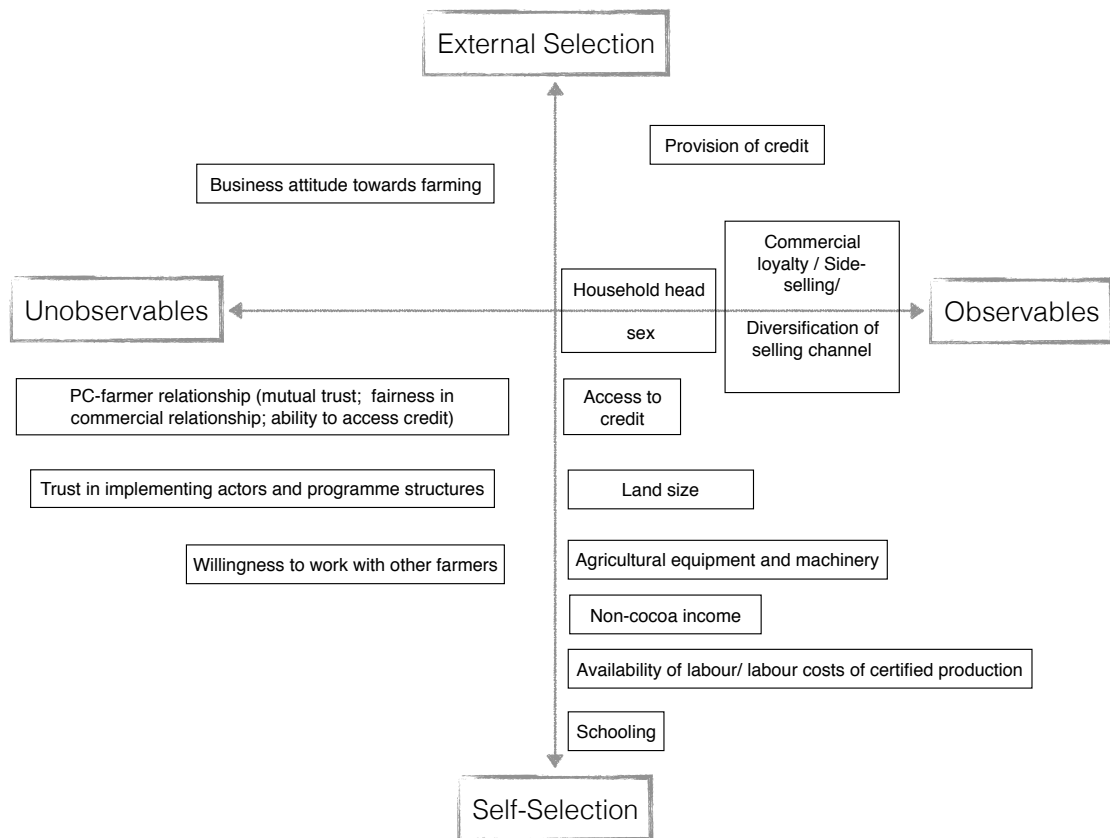 External Selection
Provision of credit
Business attitude towards farming
Commercial
loyalty / Side-
selling/
Household head
Unobservables
Observables
sex
Diversification of
selling channel
PC-farmer relationship (mutual trust;  fairness in
commercial relationship; ability to access credit)
Access to
credit
Trust in implementing actors and programme structures
Land size
Willingness to work with other farmers
Agricultural equipment and machinery
Non-cocoa income
Availability of labour/ labour costs of certified production
Schooling
Self-Selection